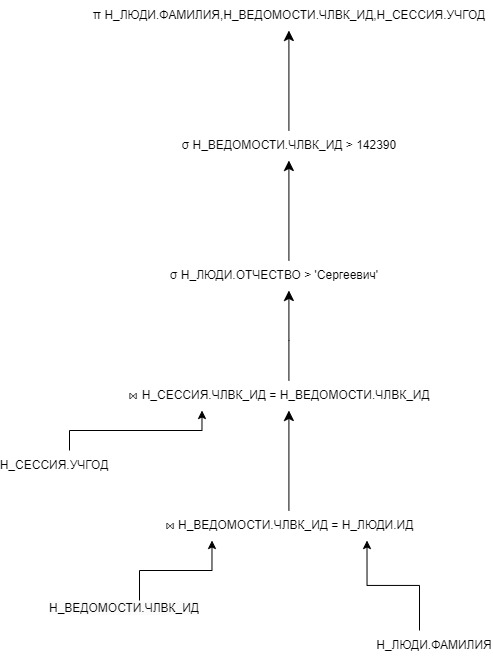 π Н_ЛЮДИ.ФАМИЛИЯ,Н_ВЕДОМОСТИ.ЧЛВК_ИД,Н_СЕССИЯ.УЧГОД
σ Н_ВЕДОМОСТИ.ЧЛВК_ИД > 142390
σ Н_ЛЮДИ.ОТЧЕСТВО > 'Сергеевич'
⋈ Н_СЕССИЯ.ЧЛВК_ИД = Н_ВЕДОМОСТИ.ЧЛВК_ИД
Н_СЕССИЯ.УЧГОД
⋈ Н_ВЕДОМОСТИ.ЧЛВК_ИД = Н_ЛЮДИ.ИД
Н_ВЕДОМОСТИ.ЧЛВК_ИД
Н_ЛЮДИ.ФАМИЛИЯ